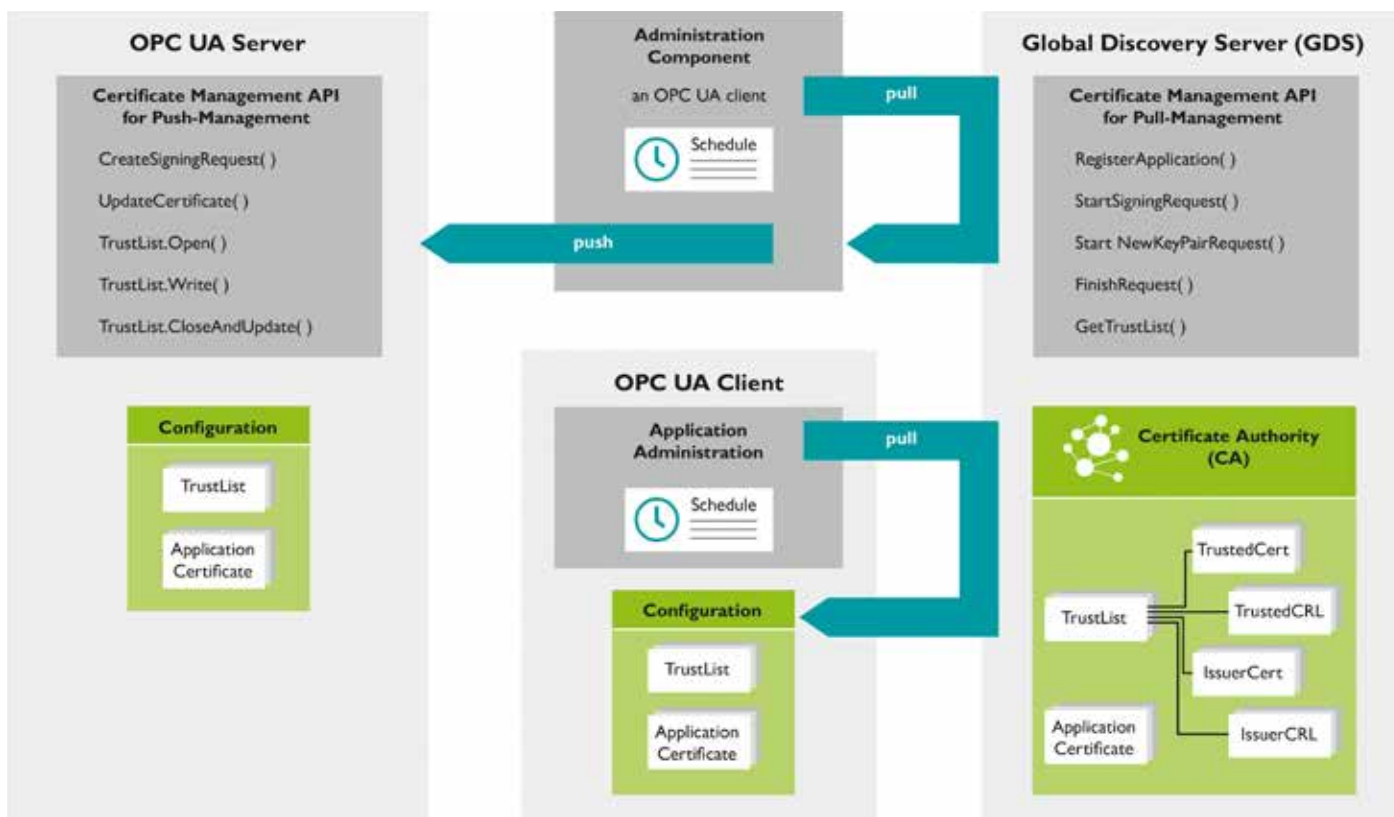 OPC UA Server
Certificate Management API
for Push-Management
CreateSigningRequest( )
UpdateCertificate( )
TrustList.Open( )
TrustList.Write( )
TrustList.CloseAndUpdate( )
Configuration
TrustList
Application
Certificate
Administration
Component
an OPC UA client
Schedule
pull
push
OPC UA Client
Application
Administration
Schedule
pull
Configuration
TrustList
Application
Certificate
Global Discovery Server (GDS)
Certificate Management API
for Pull-Management
RegisterApplication( )
StartSigningRequest( )
Start NewKeyPairRequest( )
FinishRequest( )
GetTrustList( )
Certificate Authority
(CA)
TrustedCert
TrustList
TrustedCRL
IssuerCert
Application
Certificate
IssuerCRL